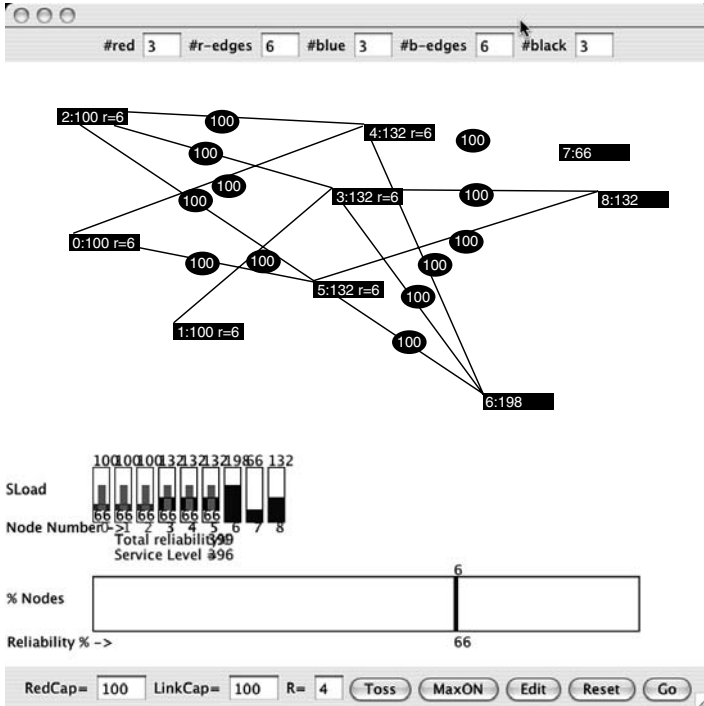 #red 3 #r-edges 6 #blue 3 #b-edges 6 #black 3
2:100 r=6
100
4:132 r=6
100
100
7:66
100
100
3:132 r=6
100
8:132
0:100 r=6
100
100
100
100
5:132 r=6
100
1:100 r=6
100
6:198
100 100 100 132 132 132 198 66 132
SLoad
66 66 66 66 66 66
Node Number-> 0 1 2 3 4 5 6 7 8
Total reliability
Service Level 396
6
% Nodes
Reliability % -> 66
RedCap= 100 LinkCap= 100 R= 4 Toss MaxON Edit Reset Go